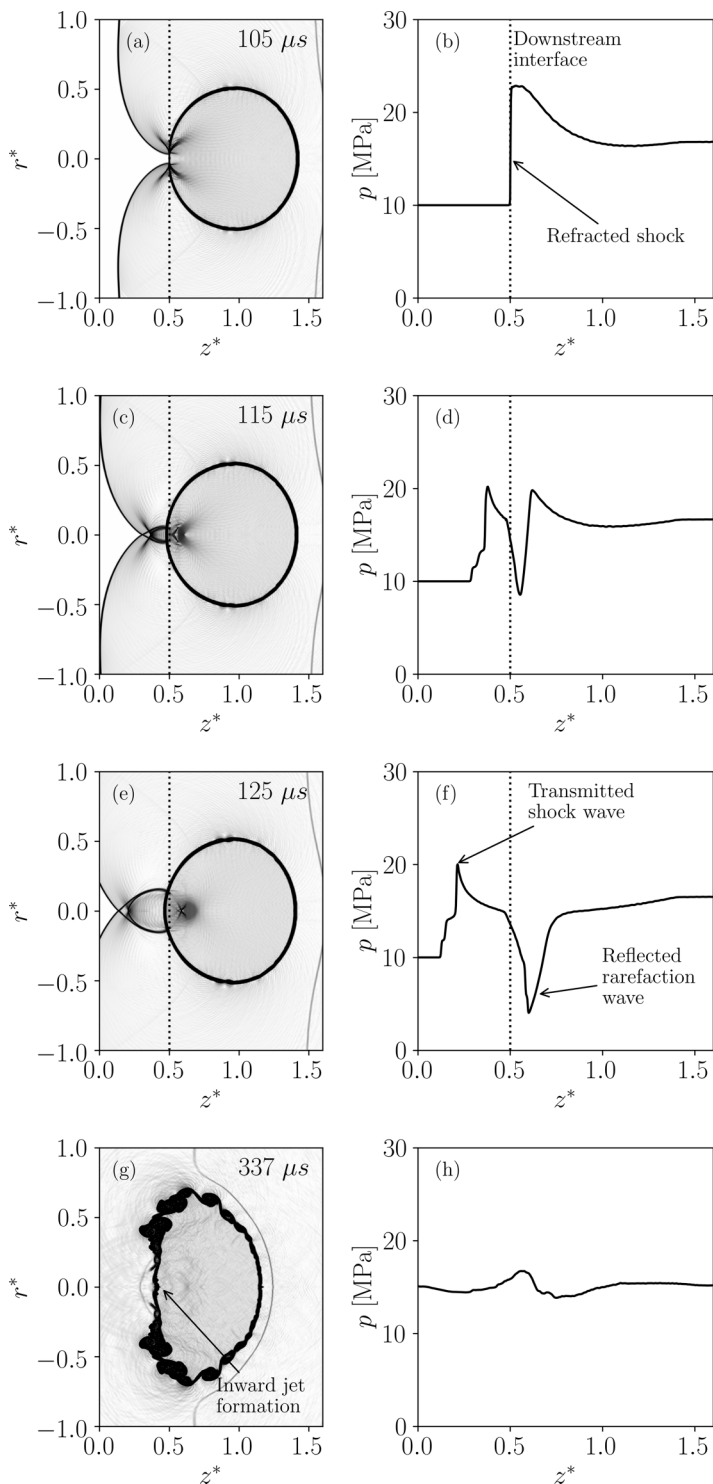 (a)
105 μs
1.0
0.5
0.0
−0.5
−1.0
r*
0.0
0.5
1.0
1.5
z*
(b)
Downstream
interface
Refracted shock
30
20
10
0
p [MPa]
0.0
0.5
1.0
1.5
z*
(c)
115 μs
1.0
0.5
0.0
−0.5
−1.0
r*
0.0
0.5
1.0
1.5
z*
(d)
30
20
10
0
p [MPa]
0.0
0.5
1.0
1.5
z*
(e)
125 μs
1.0
0.5
0.0
−0.5
−1.0
r*
0.0
0.5
1.0
1.5
z*
(f)
Transmitted
shock wave
Reflected
rarefaction
wave
30
20
10
0
p [MPa]
0.0
0.5
1.0
1.5
z*
(g)
337 μs
Inward jet
formation
1.0
0.5
0.0
−0.5
−1.0
r*
0.0
0.5
1.0
1.5
z*
(h)
30
20
10
0
p [MPa]
0.0
0.5
1.0
1.5
z*